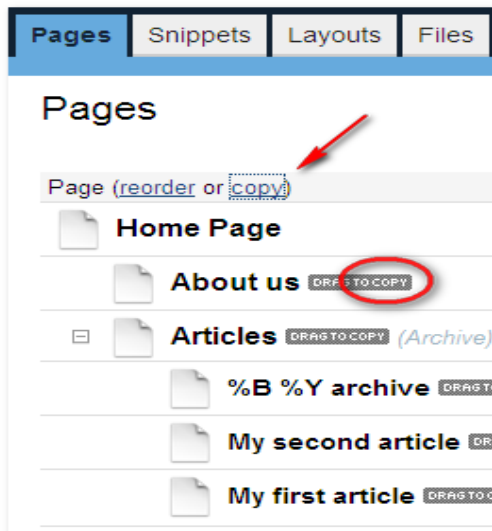 Pages Snippets Layouts Files
Pages
Page (reorder or copy)
Home Page
About us DRAG TO COPY
Articles DRAG TO COPY (Archive)
%B %Y archive
My second article
My first article